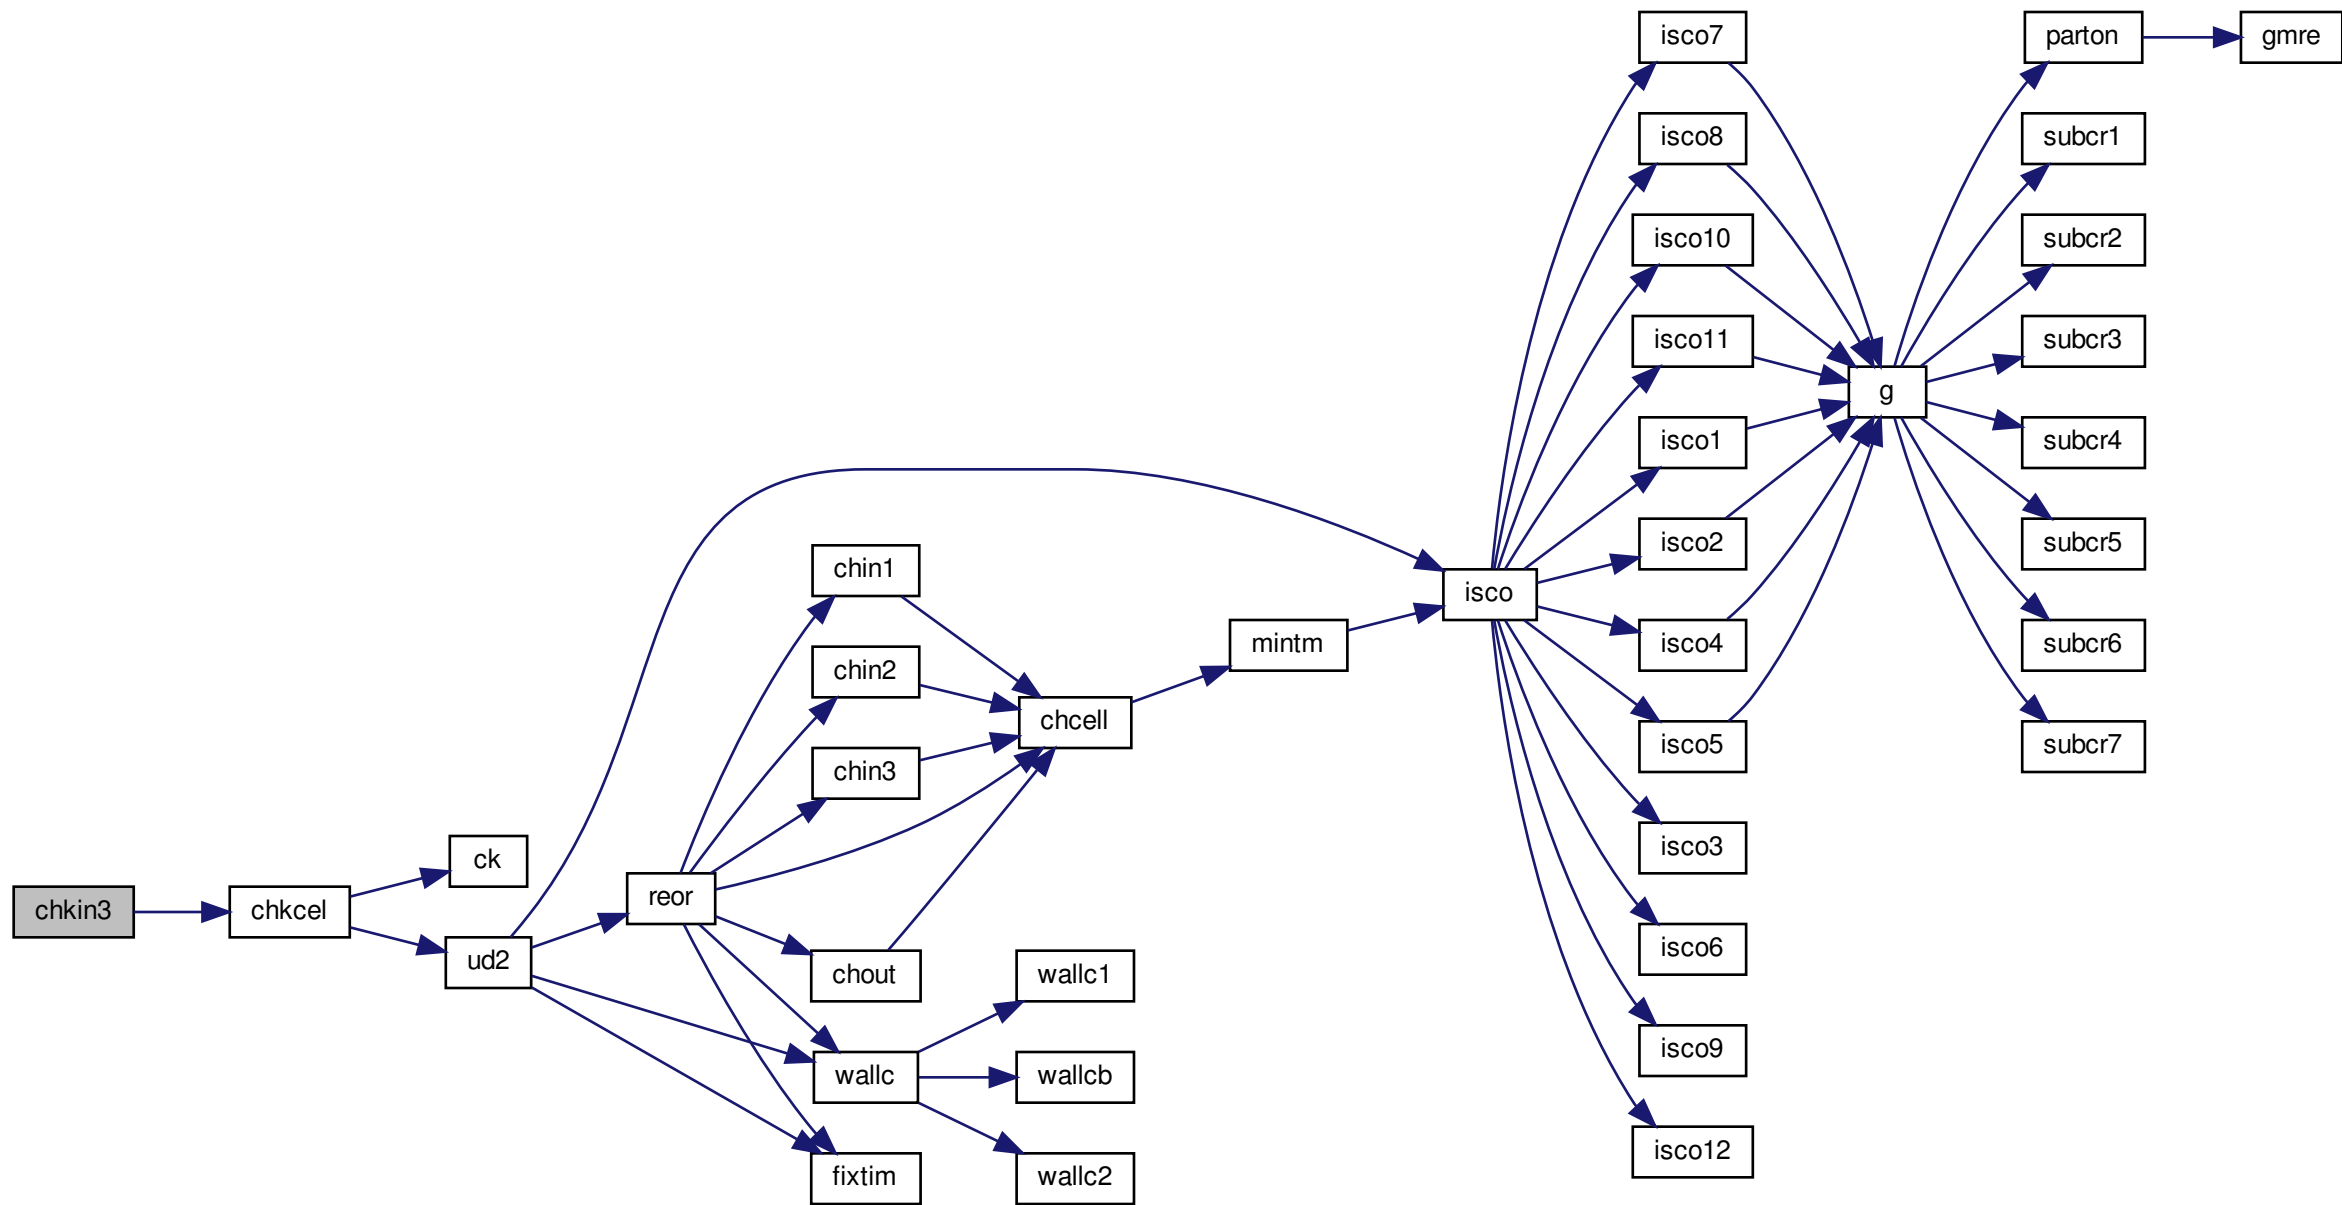 chkin3
chkcel
ck
ud2
reor
chin1
chin2
chin3
chout
wallc
fixtim
chcell
wallc1
wallcb
wallc2
mintm
isco
isco7
isco8
isco10
isco11
isco1
isco2
isco4
isco5
isco3
isco6
isco9
isco12
g
parton
subcr1
subcr2
subcr3
subcr4
subcr5
subcr6
subcr7
gmre